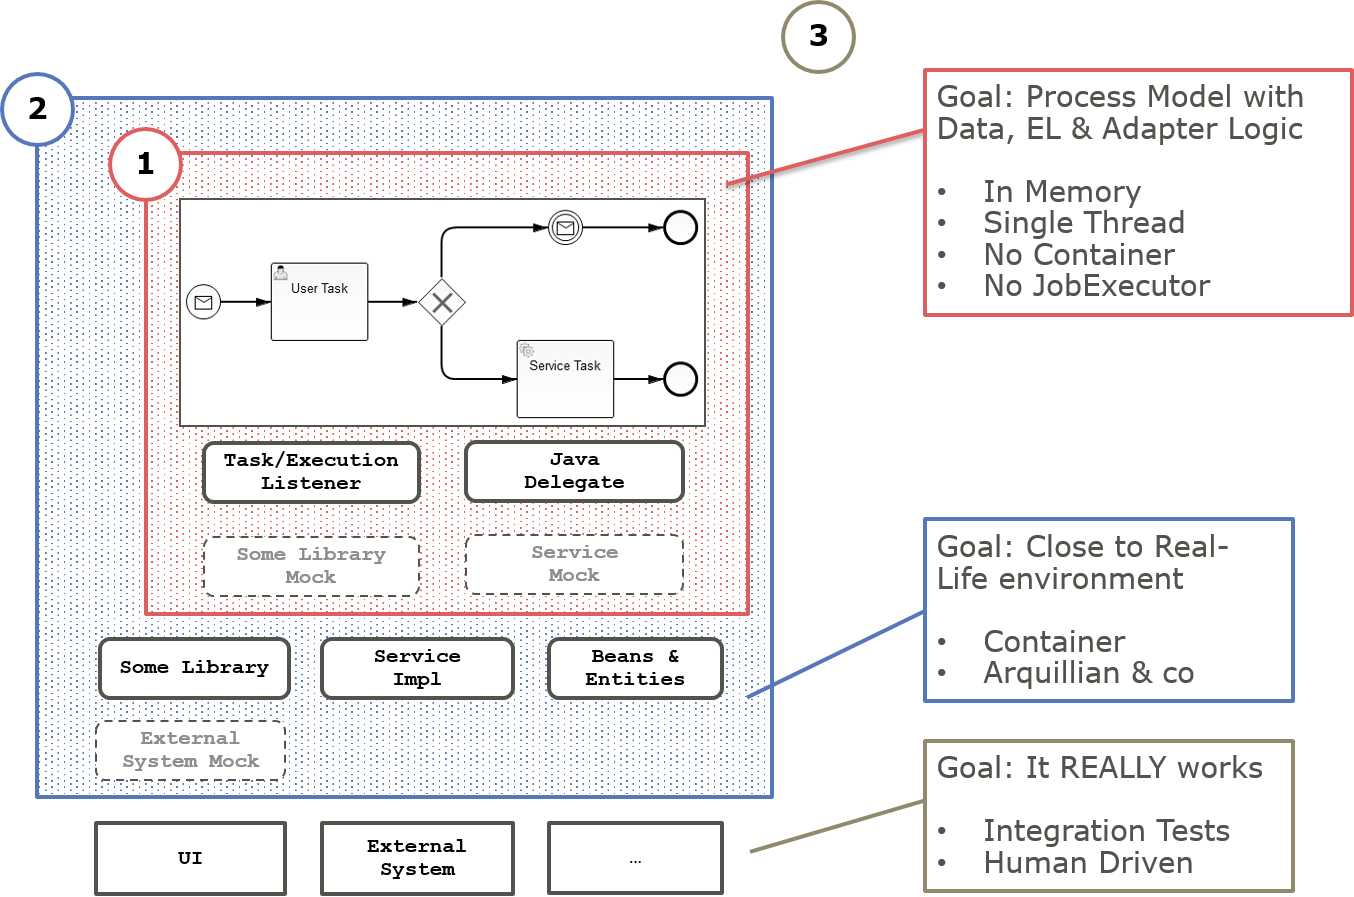 3
2
1
Goal: Process Model with
Data, EL & Adapter Logic
• In Memory
• Single Thread
• No Container
• No JobExecutor
User Task
Service Task
Task/Execution
Listener
Java
Delegate
Some Library
Mock
Service
Mock
Goal: Close to Real-
Life environment
• Container
• Arquillian & co
Some Library
Service
Impl
Beans &
Entities
External
System Mock
Goal: It REALLY works
• Integration Tests
• Human Driven
UI
External
System
...